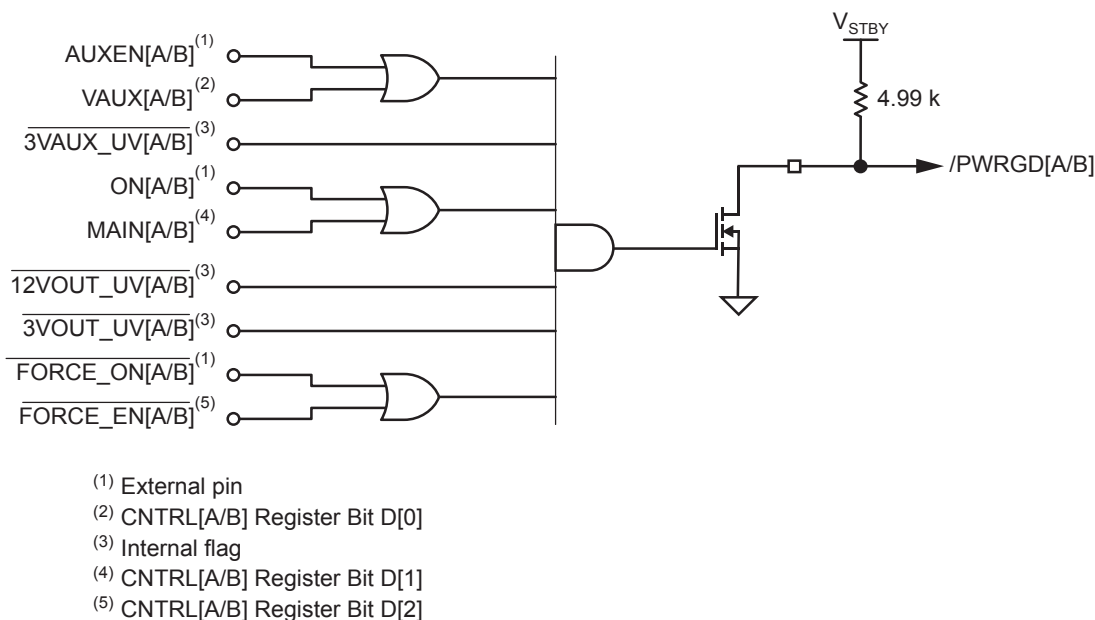 AUXEN[A/B](1)
VAUX[A/B](2)
3VAUX_UV[A/B](3)
ON[A/B](1)
MAIN[A/B](4)
12VOUT_UV[A/B](3)
3VOUT_UV[A/B](3)
FORCE_ON[A/B](1)
FORCE_EN[A/B](5)
VSTBY
4.99 k
/PWRGD[A/B]
(1) External pin
(2) CNTRL[A/B] Register Bit D[0]
(3) Internal flag
(4) CNTRL[A/B] Register Bit D[1]
(5) CNTRL[A/B] Register Bit D[2]